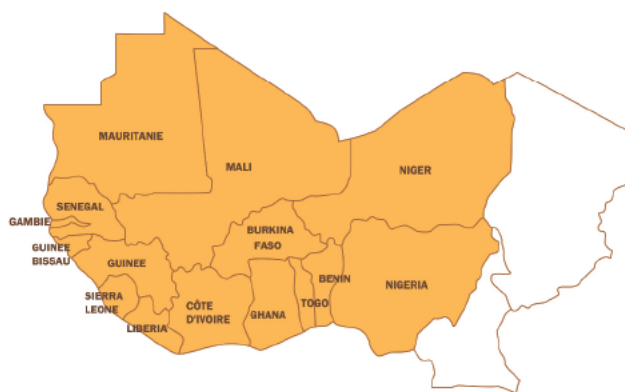 MAURITANIE
MALI
NIGER
SENEGAL
GAMBIE
BURKINA
FASO
GUINEE
BISSAU
GUINEE
BENIN
NIGERIA
SIERRA
LEONE
CÔTE
D'IVOIRE
GHANA
TOGO
LIBERIA